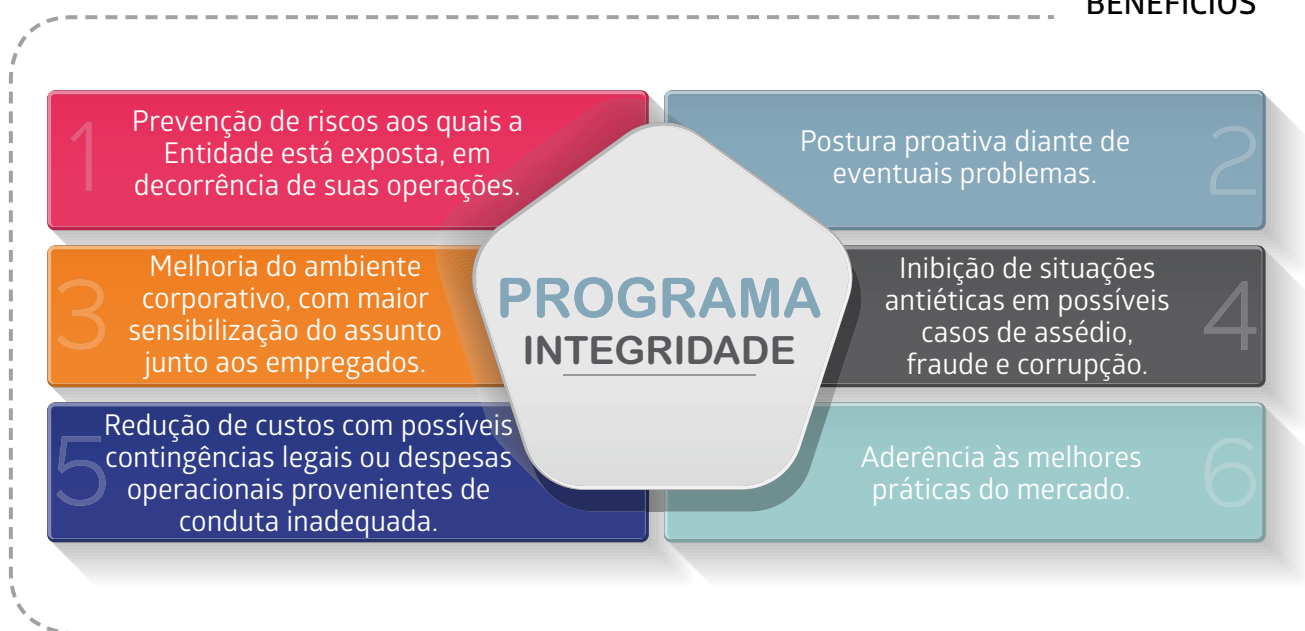 BENEFÍCIOS
1
Prevenção de riscos aos quais a
Entidade está exposta, em
decorrência de suas operações.
Postura proativa diante de
eventuais problemas.
2
3
Melhoria do ambiente
corporativo, com maior
sensibilização do assunto
junto aos empregados.
PROGRAMA
INTEGRIDADE
Inibição de situações
antiéticas em possíveis
casos de assédio,
fraude e corrupção.
4
5
Redução de custos com possíveis
contingências legais ou despesas
operacionais provenientes de
conduta inadequada.
Aderência às melhores
práticas do mercado.
6